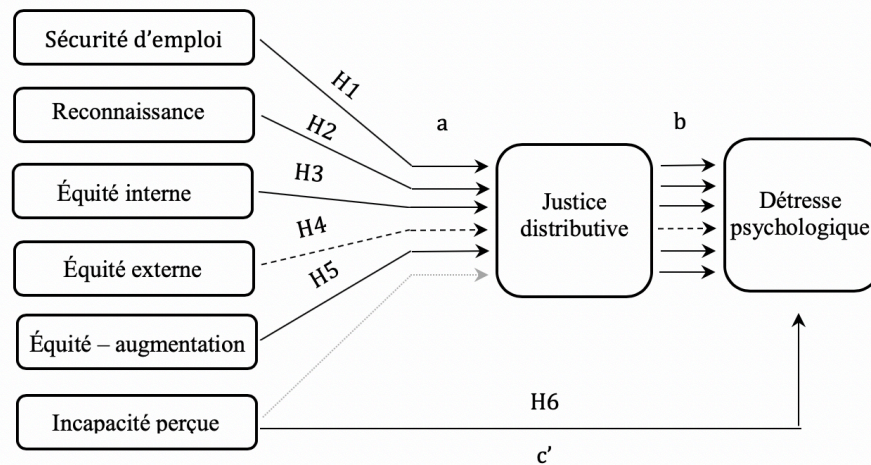 Sécurité d’emploi
Reconnaissance
Équité interne
Équité externe
Équité – augmentation
Incapacité perçue
H1
H2
H3
H4
H5
a
Justice
distributive
b
Détresse
psychologique
H6
c’